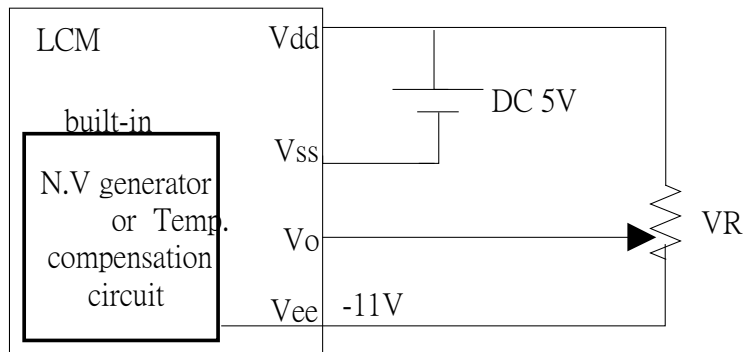 LCM
Vdd
DC 5V
built-in
Vss
N.V generator
or Temp.
compensation
circuit
Vo
VR
Vee
-11V